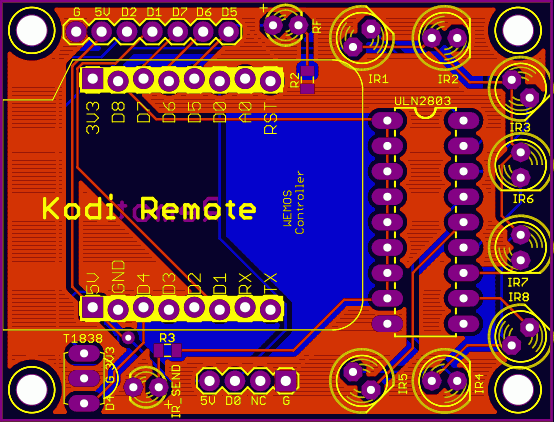 G 5V D2 D1 D7 D6 D5
+
RF
R2
IR1
IR2
ULN2803
IR3
3V3 D8 D7 D6 D5 D0 A0 RST
IR6
WEMOS
Controller
Kodi Remote
5V GND D4 D3 D2 D1 RX TX
IR7
IR8
T1838
R3
D4 G 3V3
+
IR_SEND
5V D0 NC G
IR5
IR4